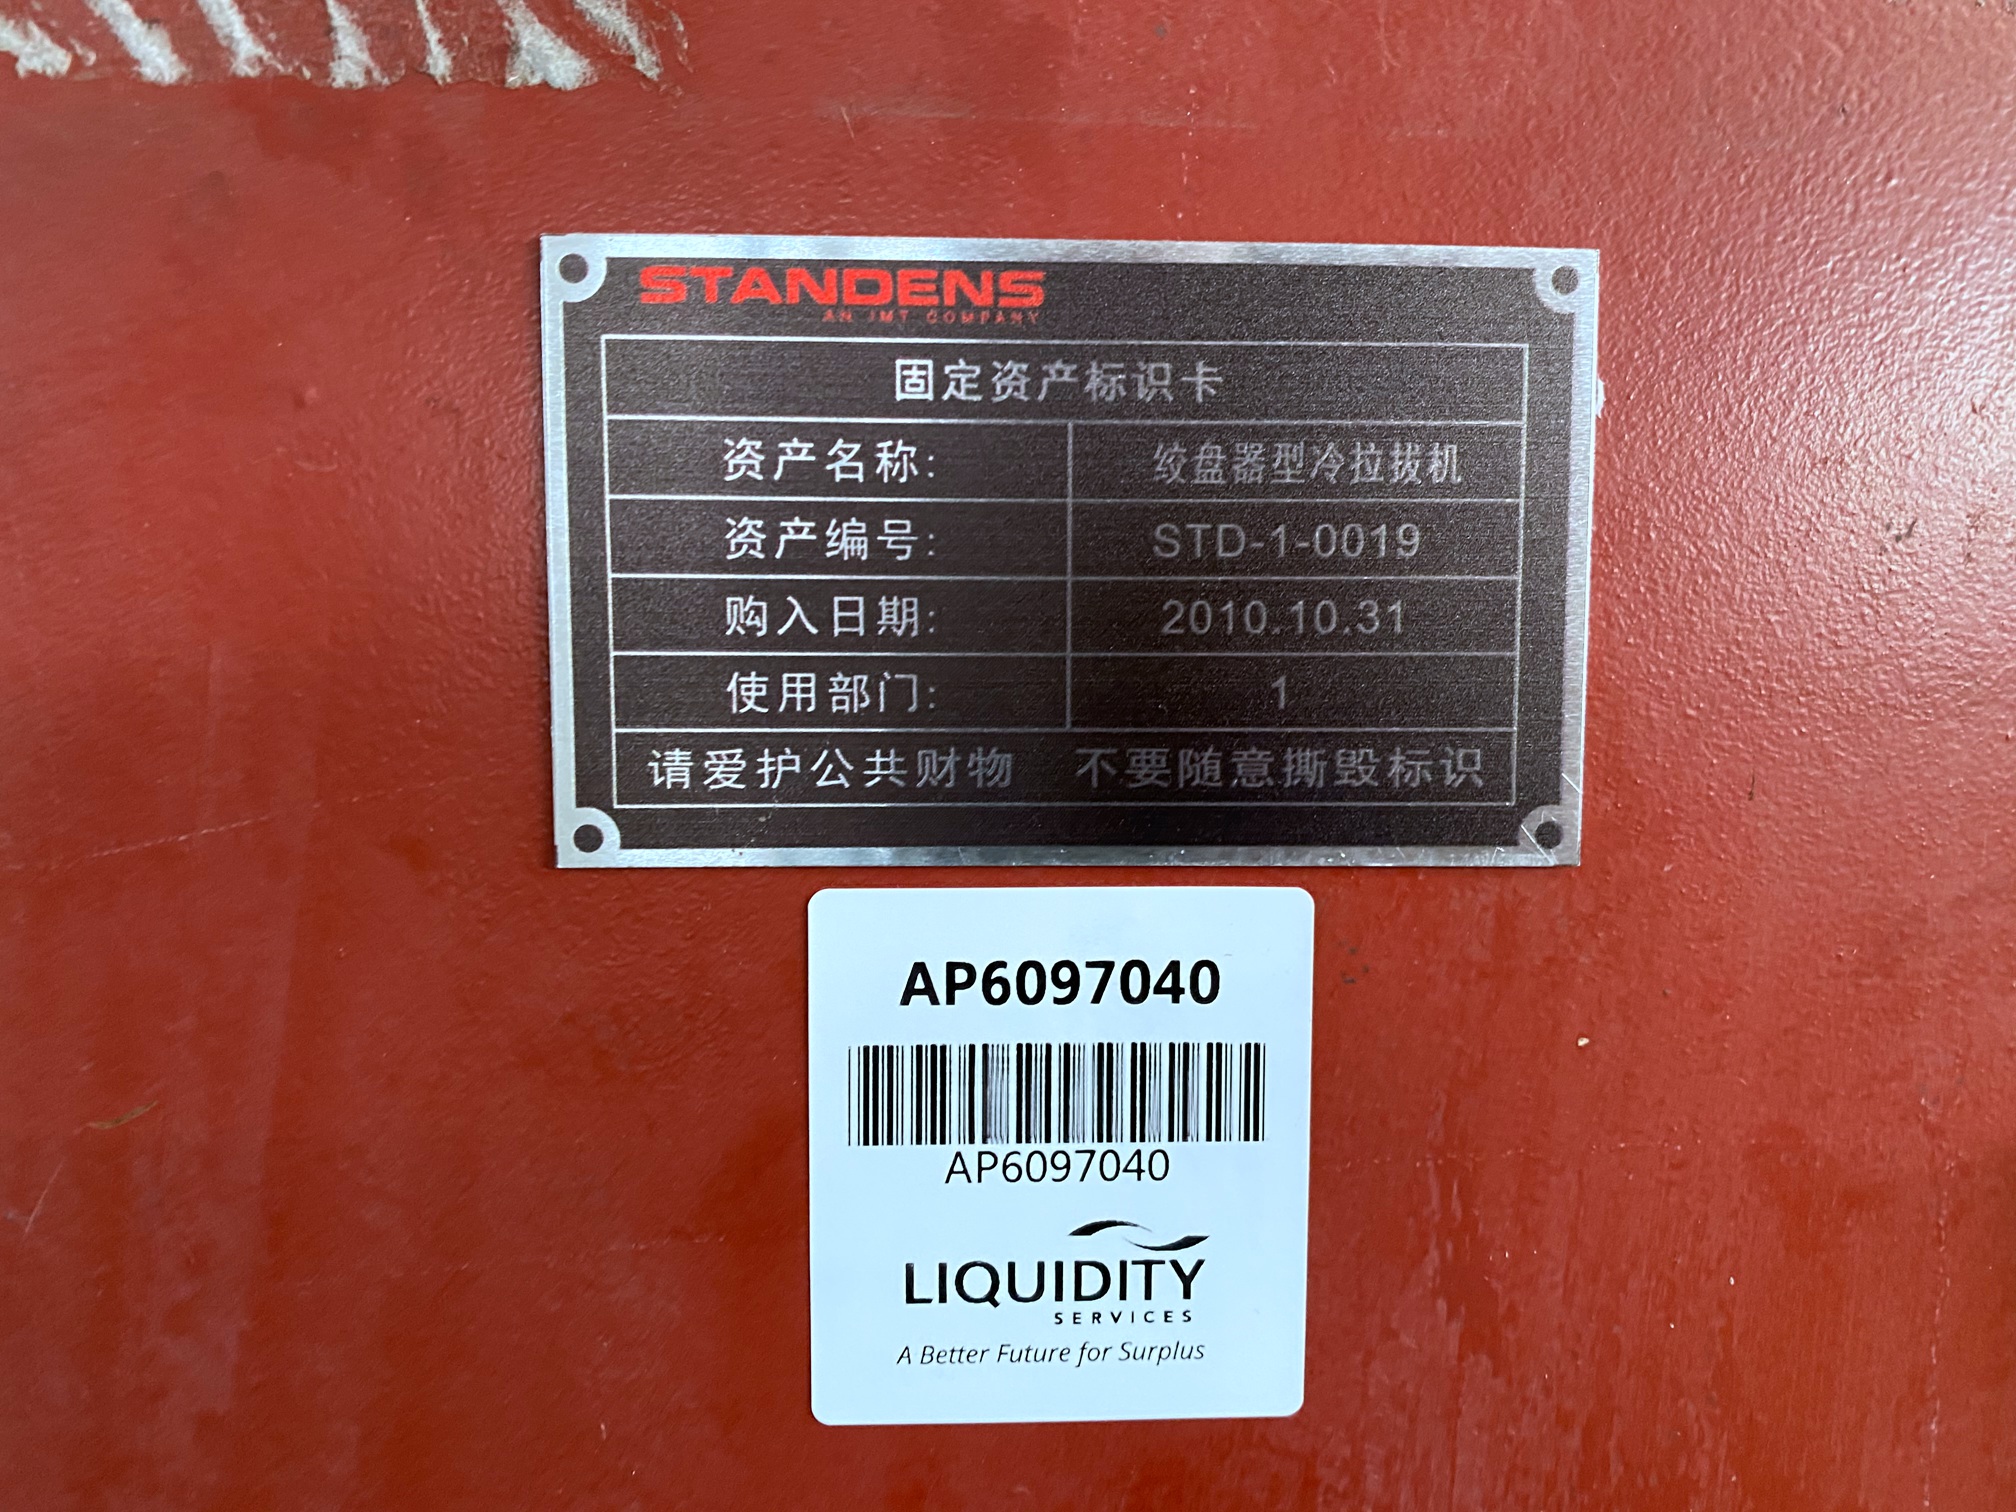 STANDENS
AN IMT COMPANY
固定资产标识卡
资产名称: 绞盘器型冷拉拔机
资产编号: STD-1-0019
购入日期: 2010.10.31
使用部门: 1
请爱护公共财物 不要随意撕毁标识
AP6097040
AP6097040
LIQUIDITY
SERVICES
A Better Future for Surplus